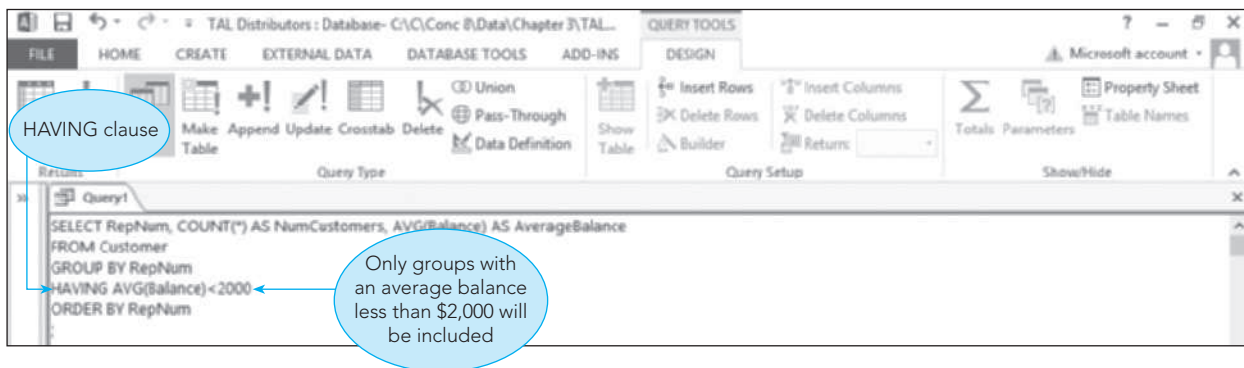 TAL Distributors : Database- C:\C\Conc 8\Data\Chapter 3\TAL...
QUERY TOOLS
FILE HOME CREATE EXTERNAL DATA DATABASE TOOLS ADD-INS DESIGN
Microsoft account
HAVING clause
Make Table
Append
Update
Crosstab
Delete
Union
Pass-Through
Data Definition
Show Table
Insert Rows
Delete Rows
Builder
Insert Columns
Delete Columns
Return:
Totals
Parameters
Property Sheet
Table Names
Results
Query Type
Query Setup
Show/Hide
Query1
SELECT RepNum, COUNT(*) AS NumCustomers, AVG(Balance) AS AverageBalance
FROM Customer
GROUP BY RepNum
HAVING AVG(Balance)<2000
ORDER BY RepNum
;
Only groups with
an average balance
less than $2,000 will
be included